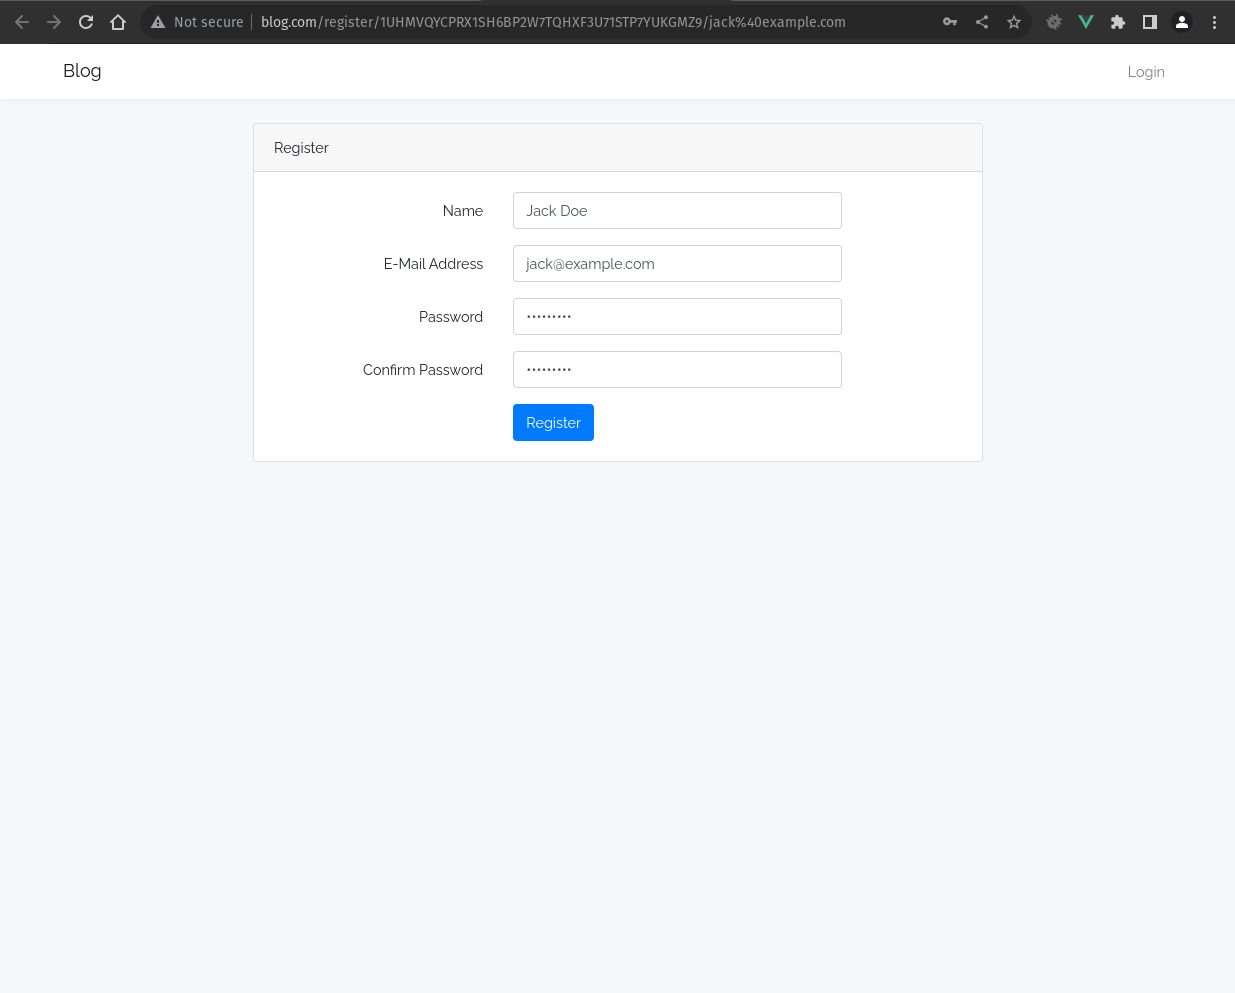 Not secure | blog.com/register/1UHMVQYCPRX1SH6BP2W7TQHXF3U71STP7YUKGMZ9/jack%40example.com
Blog
Login
Register
Name
Jack Doe
E-Mail Address
jack@example.com
Password
•••••••••
Confirm Password
•••••••••
Register